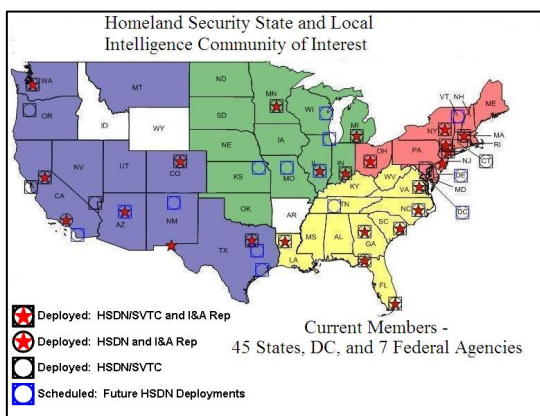 Homeland Security State and Local
Intelligence Community of Interest
WA
OR
ID
MT
WY
ND
SD
NE
MN
WI
IA
MI
NV
UT
CO
KS
MO
IL
IN
OH
CA
AZ
NM
OK
TX
AR
LA
MS
AL
GA
FL
SC
NC
TN
KY
WV
VA
PA
NY
VT
NH
ME
MA
RI
CT
NJ
DE
MD
DC
Deployed: HSDN/SVTC and I&A Rep
Deployed: HSDN and I&A Rep
Deployed: HSDN/SVTC
Scheduled: Future HSDN Deployments
Current Members -
45 States, DC, and 7 Federal Agencies